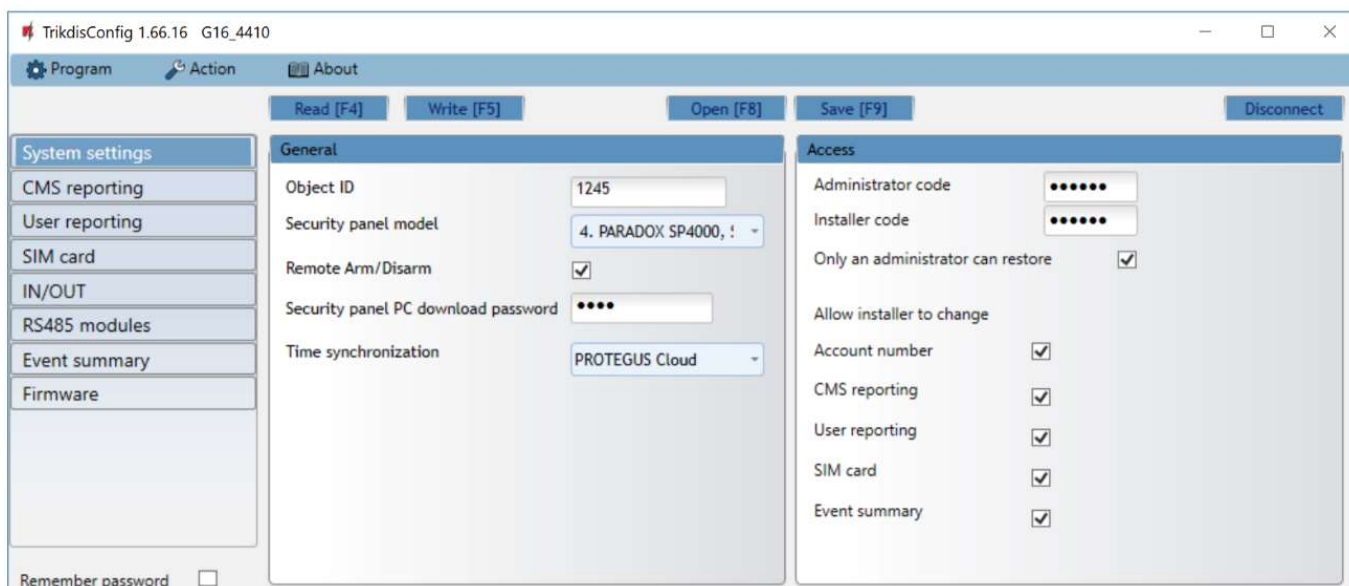 TrikdisConfig 1.66.16 G16_4410
Program Action About
Read [F4] Write [F5] Open [F8] Save [F9] Disconnect
System settings
CMS reporting
User reporting
SIM card
IN/OUT
RS485 modules
Event summary
Firmware
Remember password
General
Object ID 1245
Security panel model 4. PARADOX SP4000,
Remote Arm/Disarm
Security panel PC download password ••••
Time synchronization PROTEGUS Cloud
Access
Administrator code ••••••
Installer code ••••••
Only an administrator can restore
Allow installer to change
Account number
CMS reporting
User reporting
SIM card
Event summary